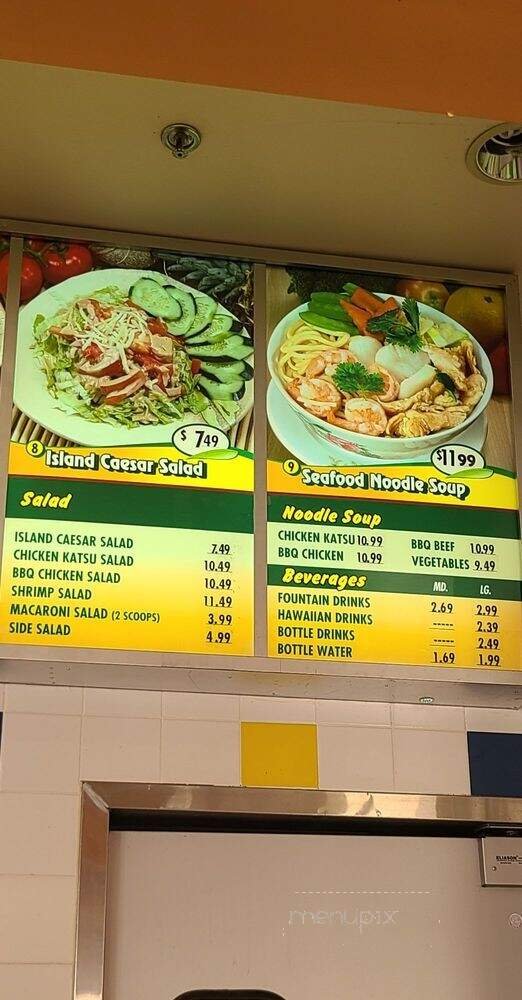 $ 7.49
8 Island Caesar Salad
Salad
ISLAND CAESAR SALAD 7.49
CHICKEN KATSU SALAD 10.49
BBQ CHICKEN SALAD 10.49
SHRIMP SALAD 11.49
MACARONI SALAD (2 SCOOPS) 3.99
SIDE SALAD 4.99
$11.99
9 Seafood Noodle Soup
Noodle Soup
CHICKEN KATSU 10.99 BBQ BEEF 10.99
BBQ CHICKEN 10.99 VEGETABLES 9.49
Beverages MD. LG.
FOUNTAIN DRINKS 2.69 2.99
HAWAIIAN DRINKS ----- 2.39
BOTTLE DRINKS ----- 2.49
BOTTLE WATER 1.69 1.99
ELIASON
menupix